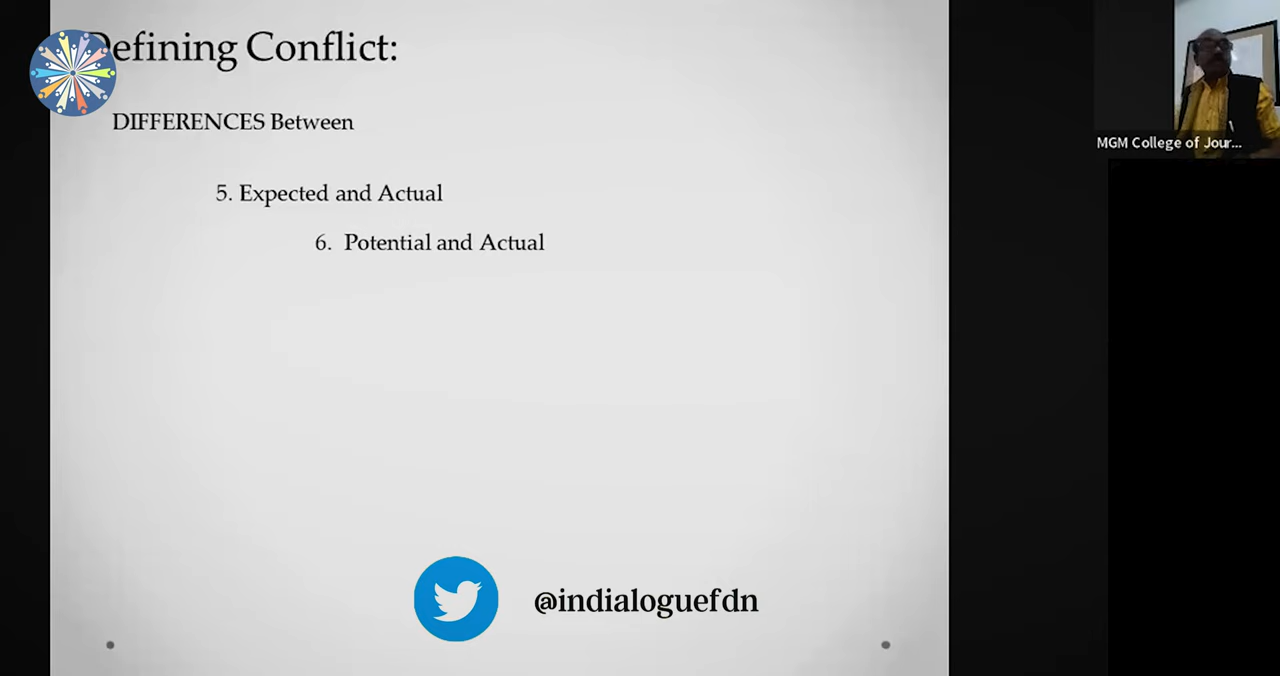 Defining Conflict:
DIFFERENCES Between
5. Expected and Actual
6. Potential and Actual
@indialoguefdn
MGM College of Jour...